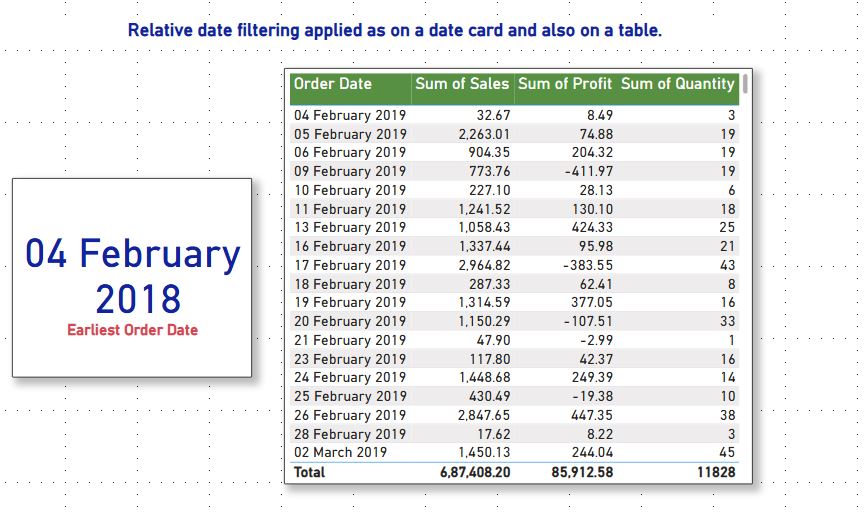 Relative date filtering applied as on a date card and also on a table.
04 February
2018
Earliest Order Date
Order Date Sum of Sales Sum of Profit Sum of Quantity
04 February 2019 32.67 8.49 3
05 February 2019 2,263.01 74.88 19
06 February 2019 904.35 204.32 19
09 February 2019 773.76 -411.97 19
10 February 2019 227.10 28.13 6
11 February 2019 1,241.52 130.10 18
13 February 2019 1,058.43 424.33 25
16 February 2019 1,337.44 95.98 21
17 February 2019 2,964.82 -383.55 43
18 February 2019 287.33 62.41 8
19 February 2019 1,314.59 377.05 16
20 February 2019 1,150.29 -107.51 33
21 February 2019 47.90 -2.99 1
23 February 2019 117.80 42.37 16
24 February 2019 1,448.68 249.39 14
25 February 2019 430.49 -19.38 10
26 February 2019 2,847.65 447.35 38
28 February 2019 17.62 8.22 3
02 March 2019 1,450.13 244.04 45
Total 6,87,408.20 85,912.58 11828